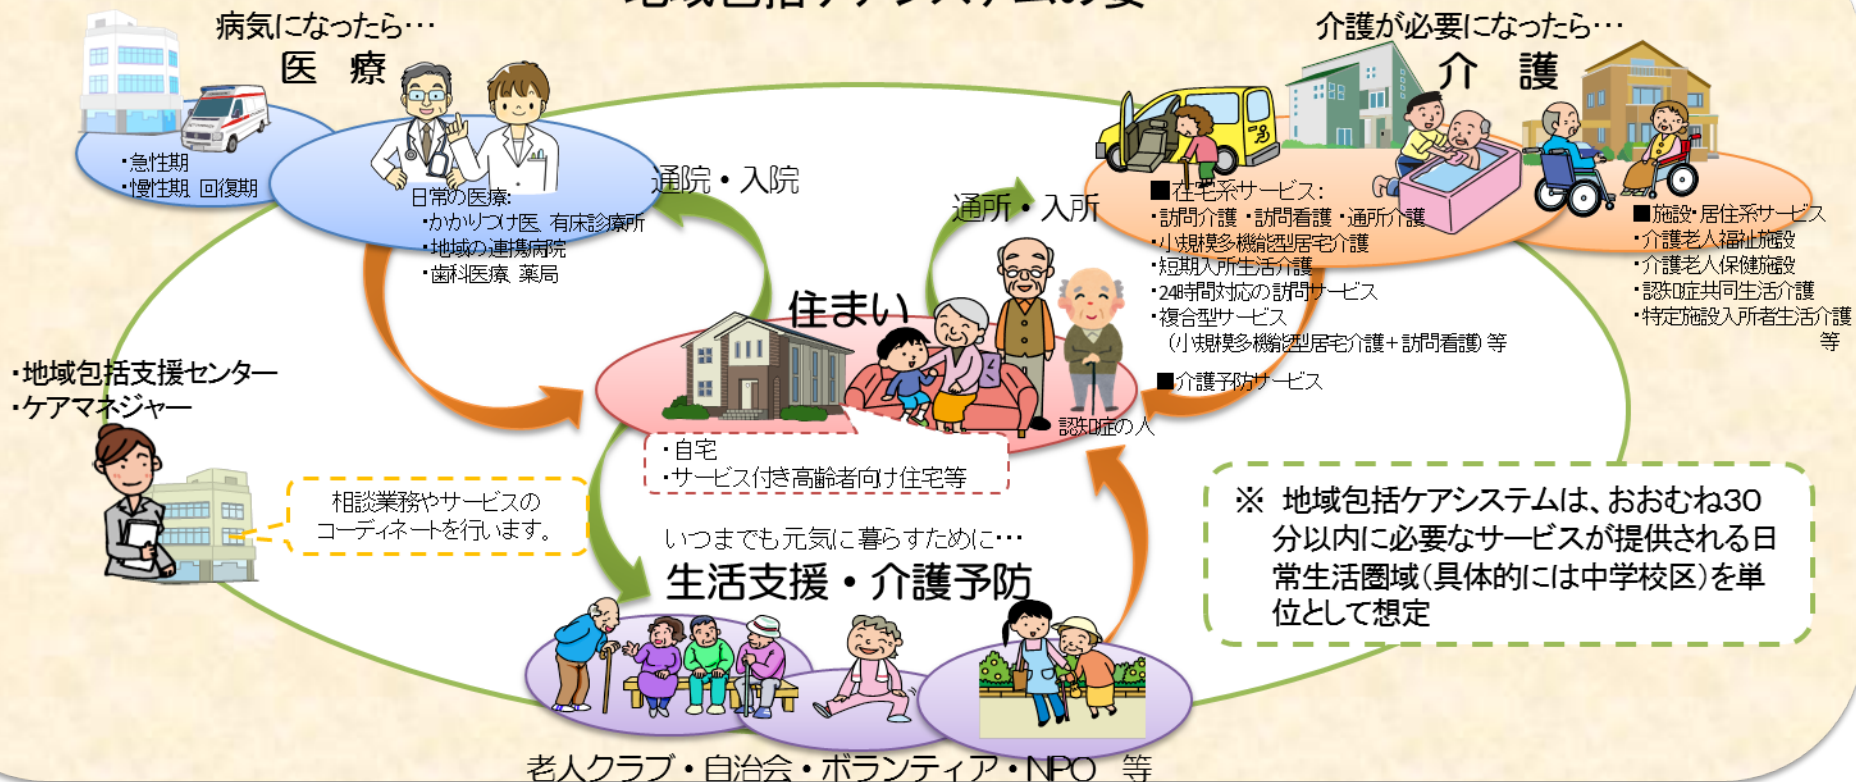 病気になったら…
医 療
・急性期
・慢性期 回復期
日常の医療:
・かかりつけ医 有床診療所
・地域の連携病院
・歯科医療 薬局
通院・入院
通所・入所
介護が必要になったら…
介 護
■在宅系サービス:
・訪問介護 ・訪問看護 ・通所介護
・小規模多機能型居宅介護
・短期入所生活介護
・24時間対応の訪問サービス
・複合型サービス
(小規模多機能型居宅介護+訪問看護) 等
■介護予防サービス
■施設・居住系サービス
・介護老人福祉施設
・介護老人保健施設
・認知症共同生活介護
・特定施設入所者生活介護
等
住まい
認知症の人
・自宅
・サービス付き高齢者向け住宅等
・地域包括支援センター
・ケアマネジャー
相談業務やサービスの
コーディネートを行います。
いつまでも元気に暮らすために…
生活支援・介護予防
老人クラブ・自治会・ボランティア・NPO 等
※ 地域包括ケアシステムは、おおむね30
分以内に必要なサービスが提供される日
常生活圏域(具体的には中学校区)を単
位として想定